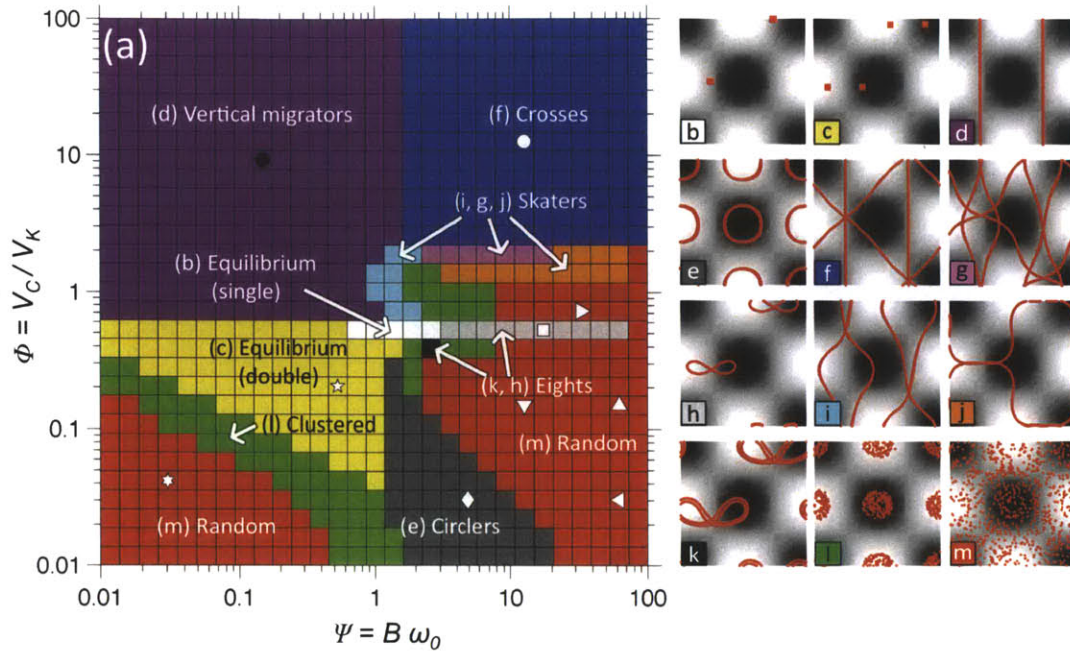 100
(a)
(d) Vertical migrators
(f) Crosses
10
(i, g, j) Skaters
(b) Equilibrium
(single)
1
Φ = V_C / V_K
(c) Equilibrium
(double)
(k, h) Eights
0.1
(l) Clustered
(m) Random
(m) Random
(e) Circlers
0.01
0.01
0.1
1
10
100
Ψ = B ω_0
b
c
d
e
f
g
h
i
j
k
l
m